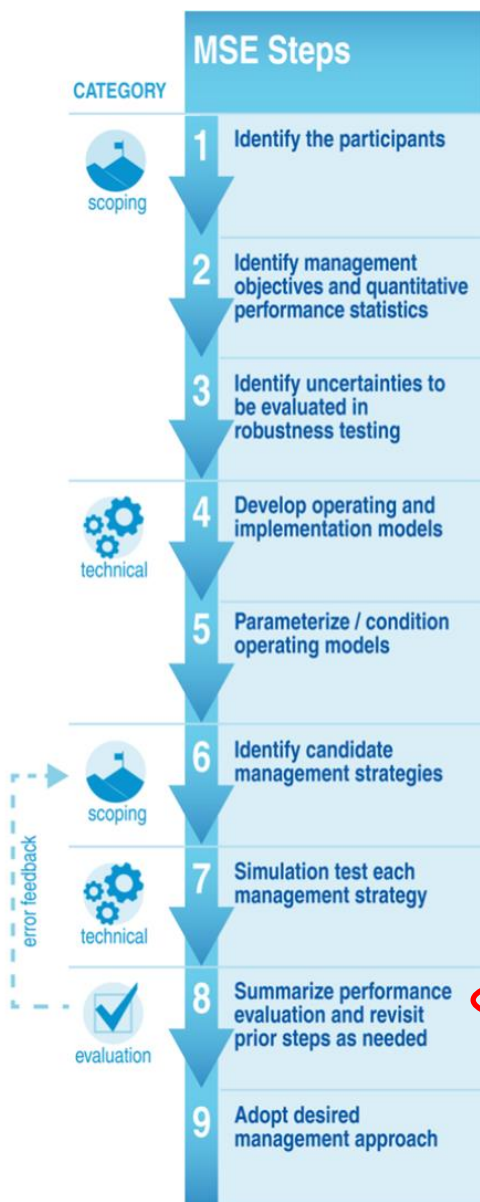 MSE Steps
CATEGORY
1
Identify the participants
scoping
2
Identify management
objectives and quantitative
performance statistics
3
Identify uncertainties to
be evaluated in
robustness testing
4
Develop operating and
implementation models
technical
5
Parameterize / condition
operating models
6
Identify candidate
management strategies
scoping
7
Simulation test each
management strategy
technical
error feedback
8
Summarize performance
evaluation and revisit
prior steps as needed
evaluation
9
Adopt desired
management approach